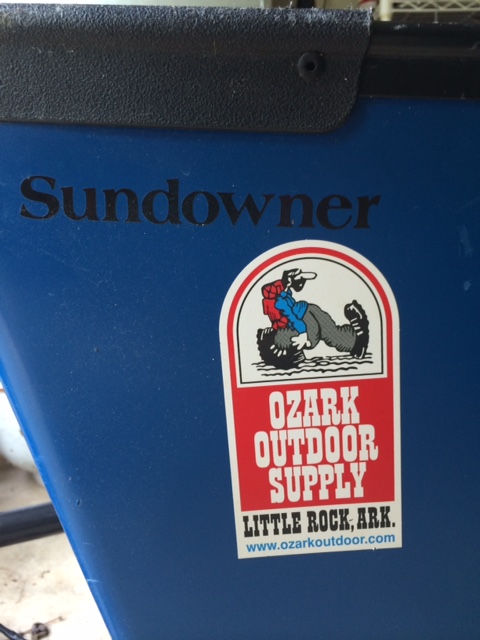 Sundowner
OZARK
OUTDOOR
SUPPLY
LITTLE ROCK, ARK.
www.ozarkoutdoor.com